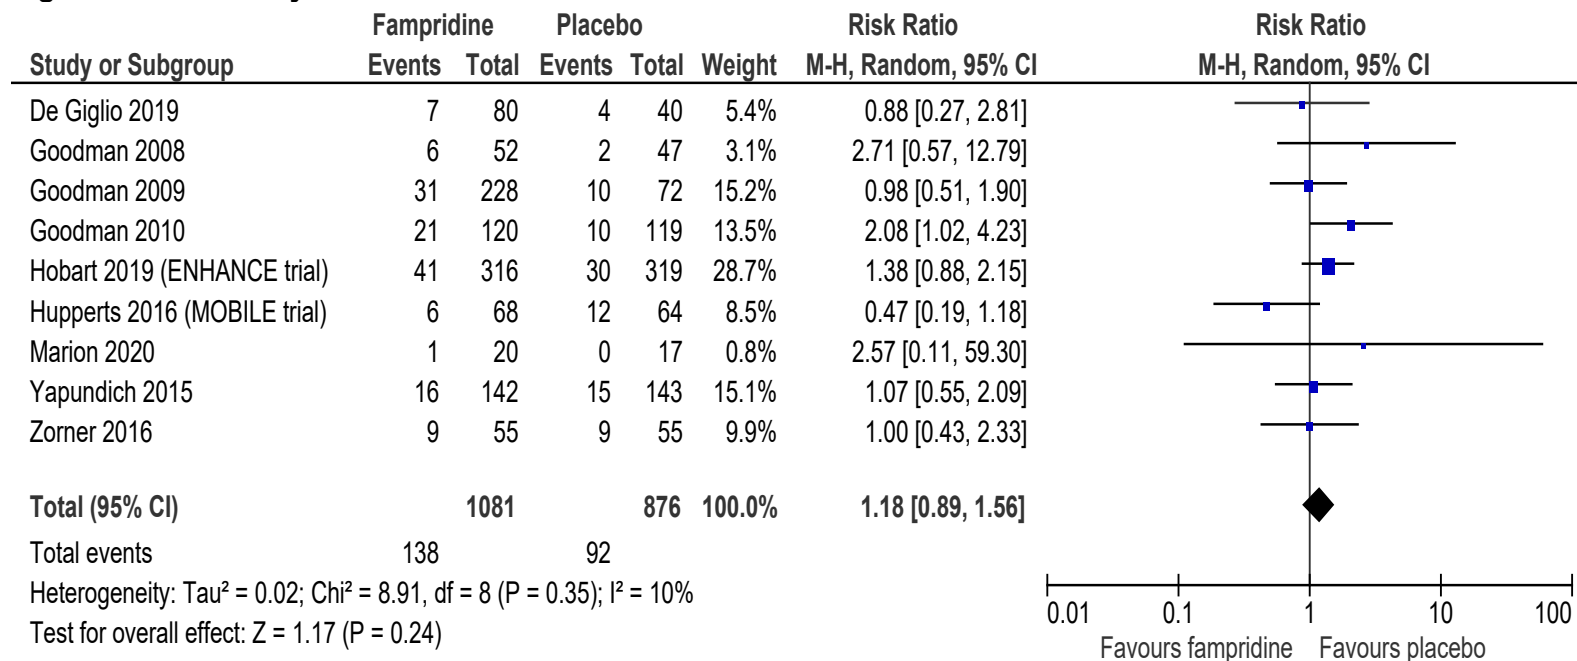 Fampridine Placebo Risk Ratio Risk Ratio
Study or Subgroup Events Total Events Total Weight M-H, Random, 95% CI M-H, Random, 95% CI
De Giglio 2019 7 80 4 40 5.4% 0.88 [0.27, 2.81]
Goodman 2008 6 52 2 47 3.1% 2.71 [0.57, 12.79]
Goodman 2009 31 228 10 72 15.2% 0.98 [0.51, 1.90]
Goodman 2010 21 120 10 119 13.5% 2.08 [1.02, 4.23]
Hobart 2019 (ENHANCE trial) 41 316 30 319 28.7% 1.38 [0.88, 2.15]
Hupperts 2016 (MOBILE trial) 6 68 12 64 8.5% 0.47 [0.19, 1.18]
Marion 2020 1 20 0 17 0.8% 2.57 [0.11, 59.30]
Yapundich 2015 16 142 15 143 15.1% 1.07 [0.55, 2.09]
Zorner 2016 9 55 9 55 9.9% 1.00 [0.43, 2.33]
Total (95% CI) 1081 876 100.0% 1.18 [0.89, 1.56]
Total events 138 92
Heterogeneity: Tau² = 0.02; Chi² = 8.91, df = 8 (P = 0.35); I² = 10%
Test for overall effect: Z = 1.17 (P = 0.24)
0.01 0.1 1 10 100
Favours fampridine Favours placebo